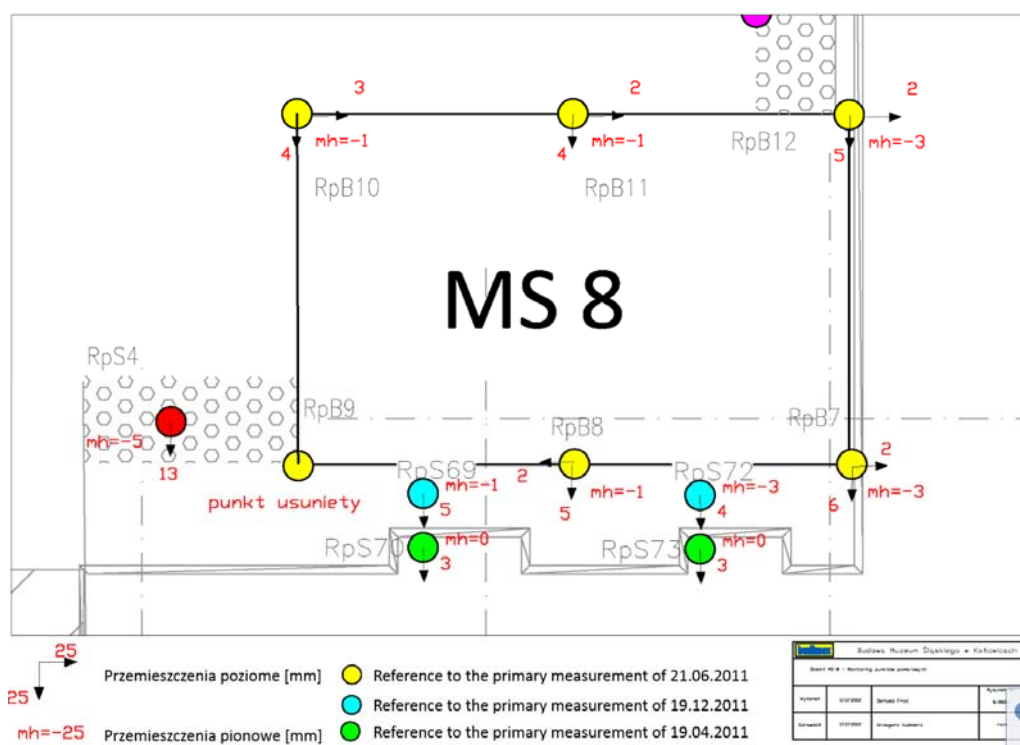 3
2
2
4
mh=-1
4
mh=-1
RpB12
5
mh=-3
RpB10
RpB11
MS 8
RpS4
RpB9
RpB8
RpB7
mh=-5
13
punkt usuniety
RpS69
2
mh=-1
5
5
mh=-1
RpS72
mh=-3
4
2
6
mh=-3
RpS70
mh=0
3
RpS73
mh=0
3
25
25
mh=-25
Przemieszczenia poziome [mm]
Przemieszczenia pionowe [mm]
Reference to the primary measurement of 21.06.2011
Reference to the primary measurement of 19.12.2011
Reference to the primary measurement of 19.04.2011
Budowa Muzeum Śląskiego w Katowicach